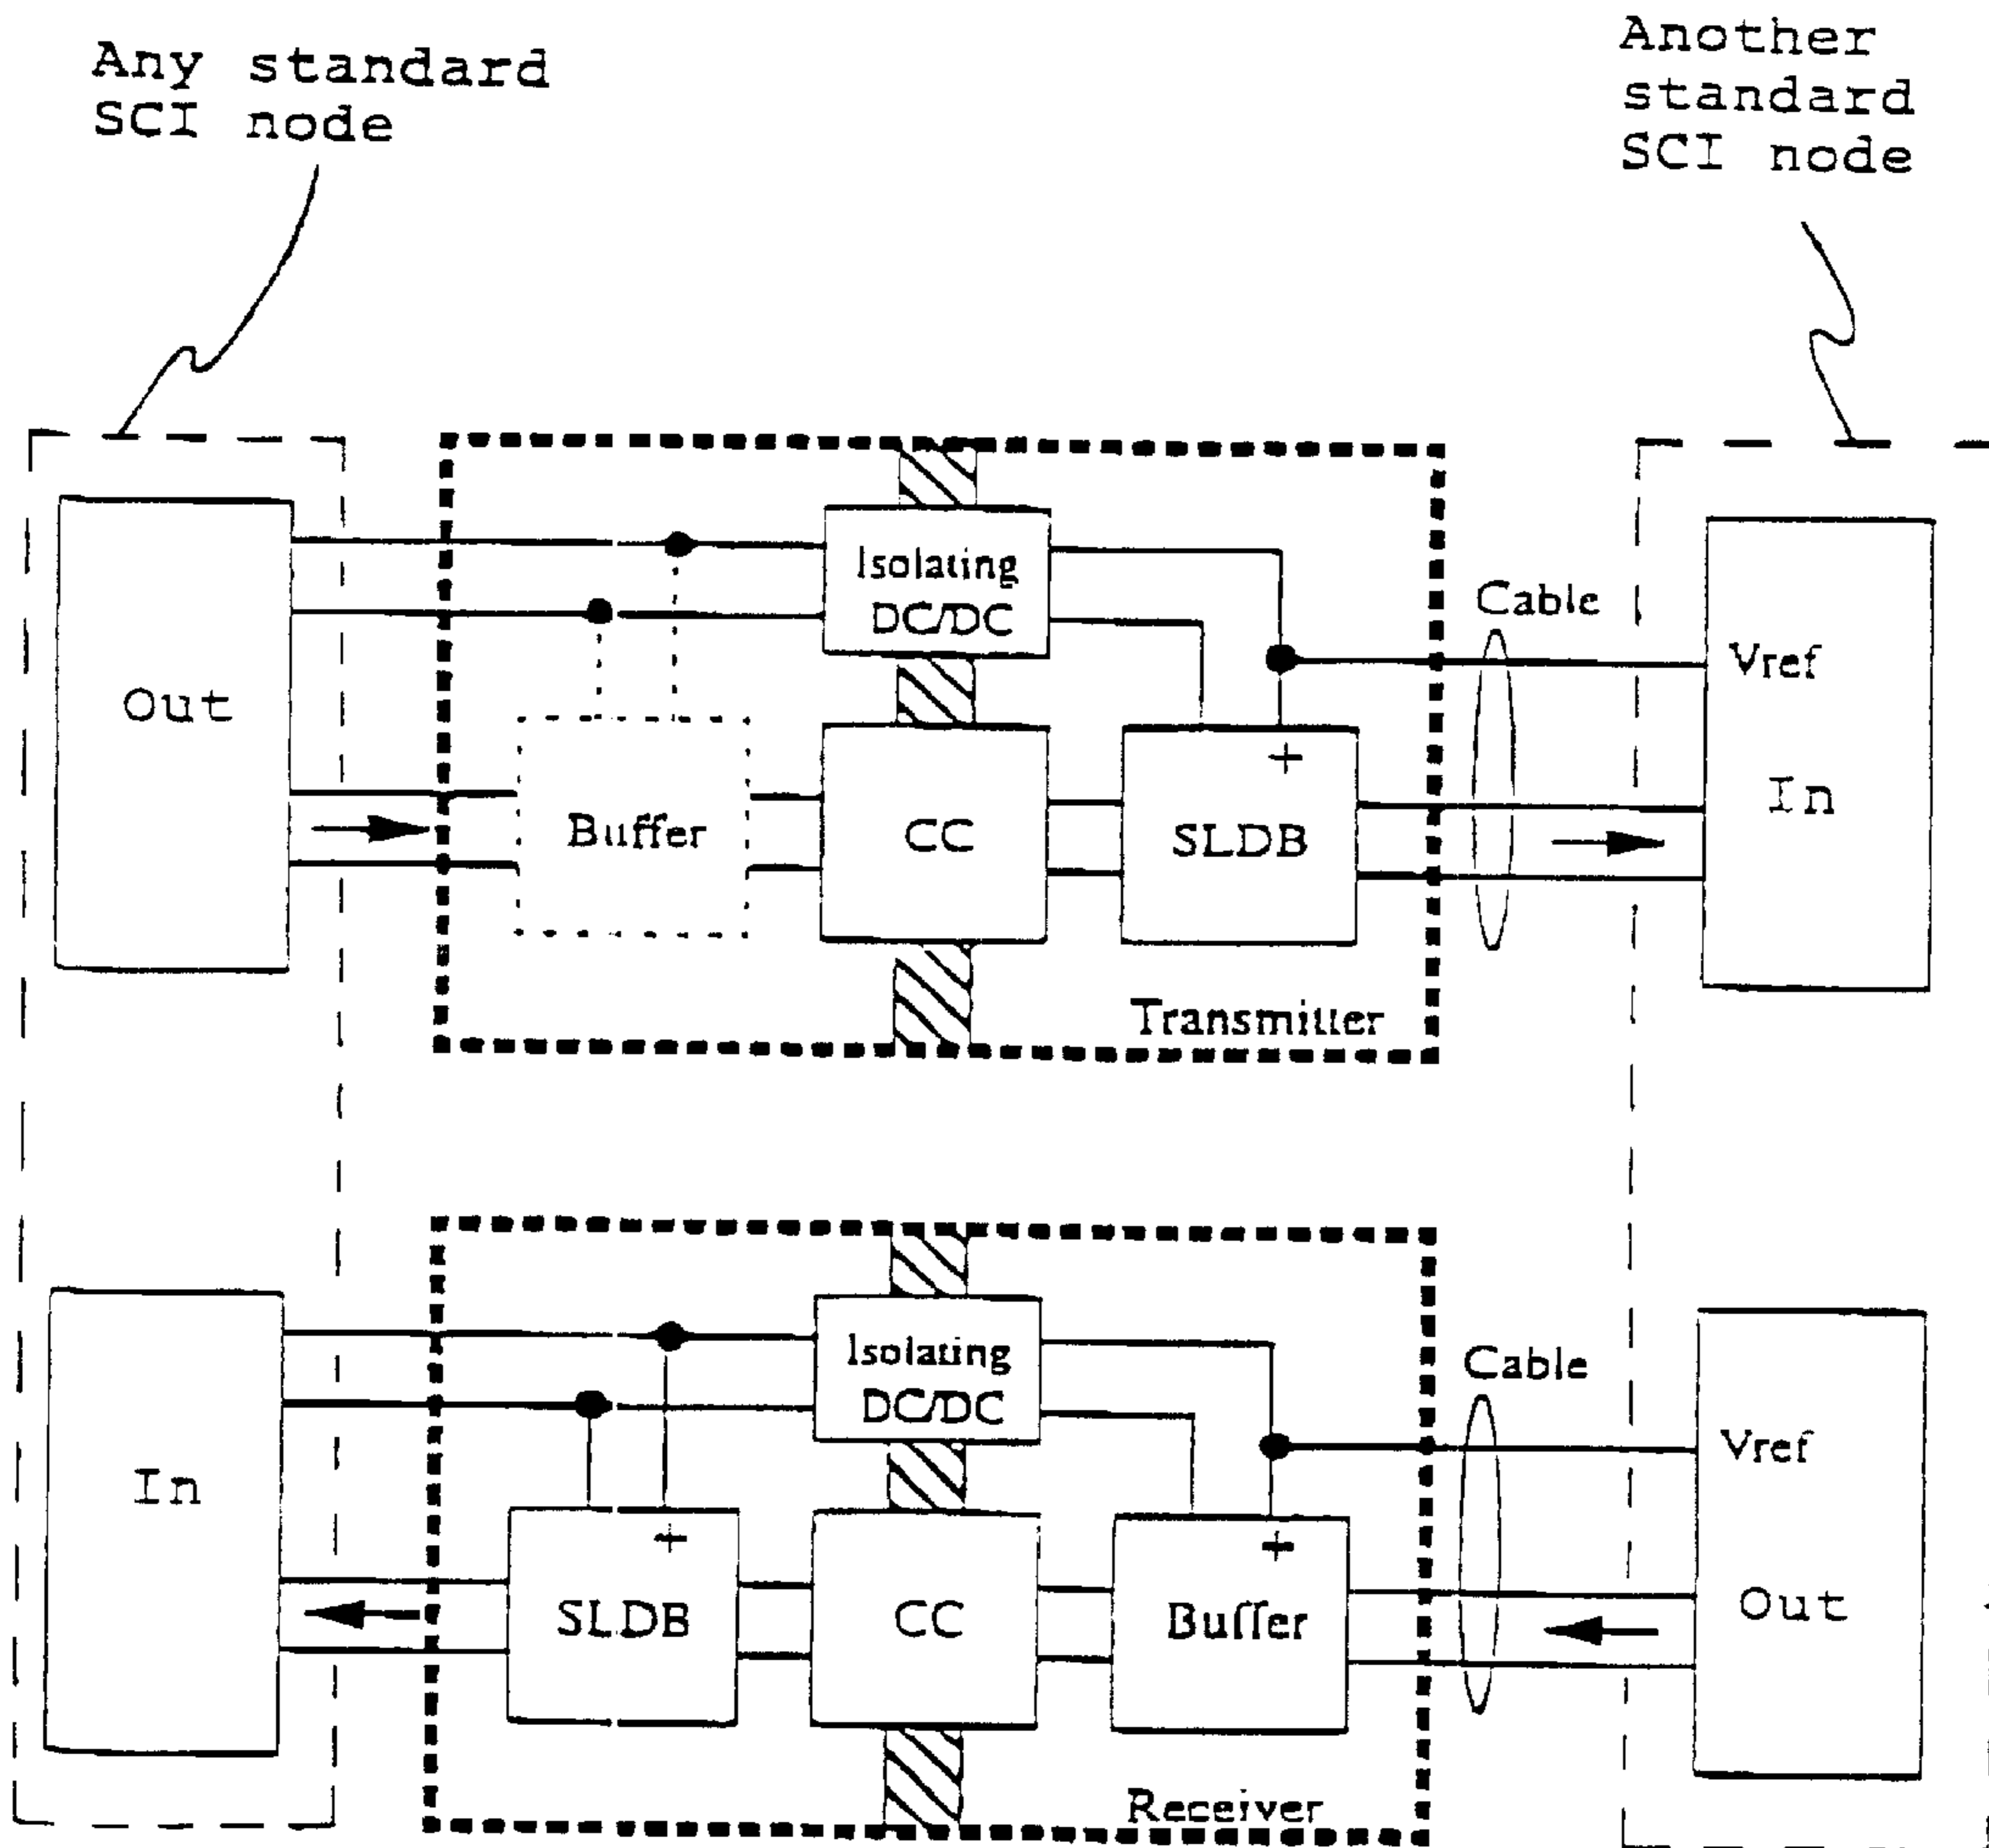 Any standard
SCI node
Another
standard
SCI node
Out
Isolating
DC/DC
Buffer
CC
+
SLDB
Transmitter
Cable
Vref
In
In
Isolating
DC/DC
+
SLDB
CC
+
Buffer
Receiver
Cable
Vref
Out